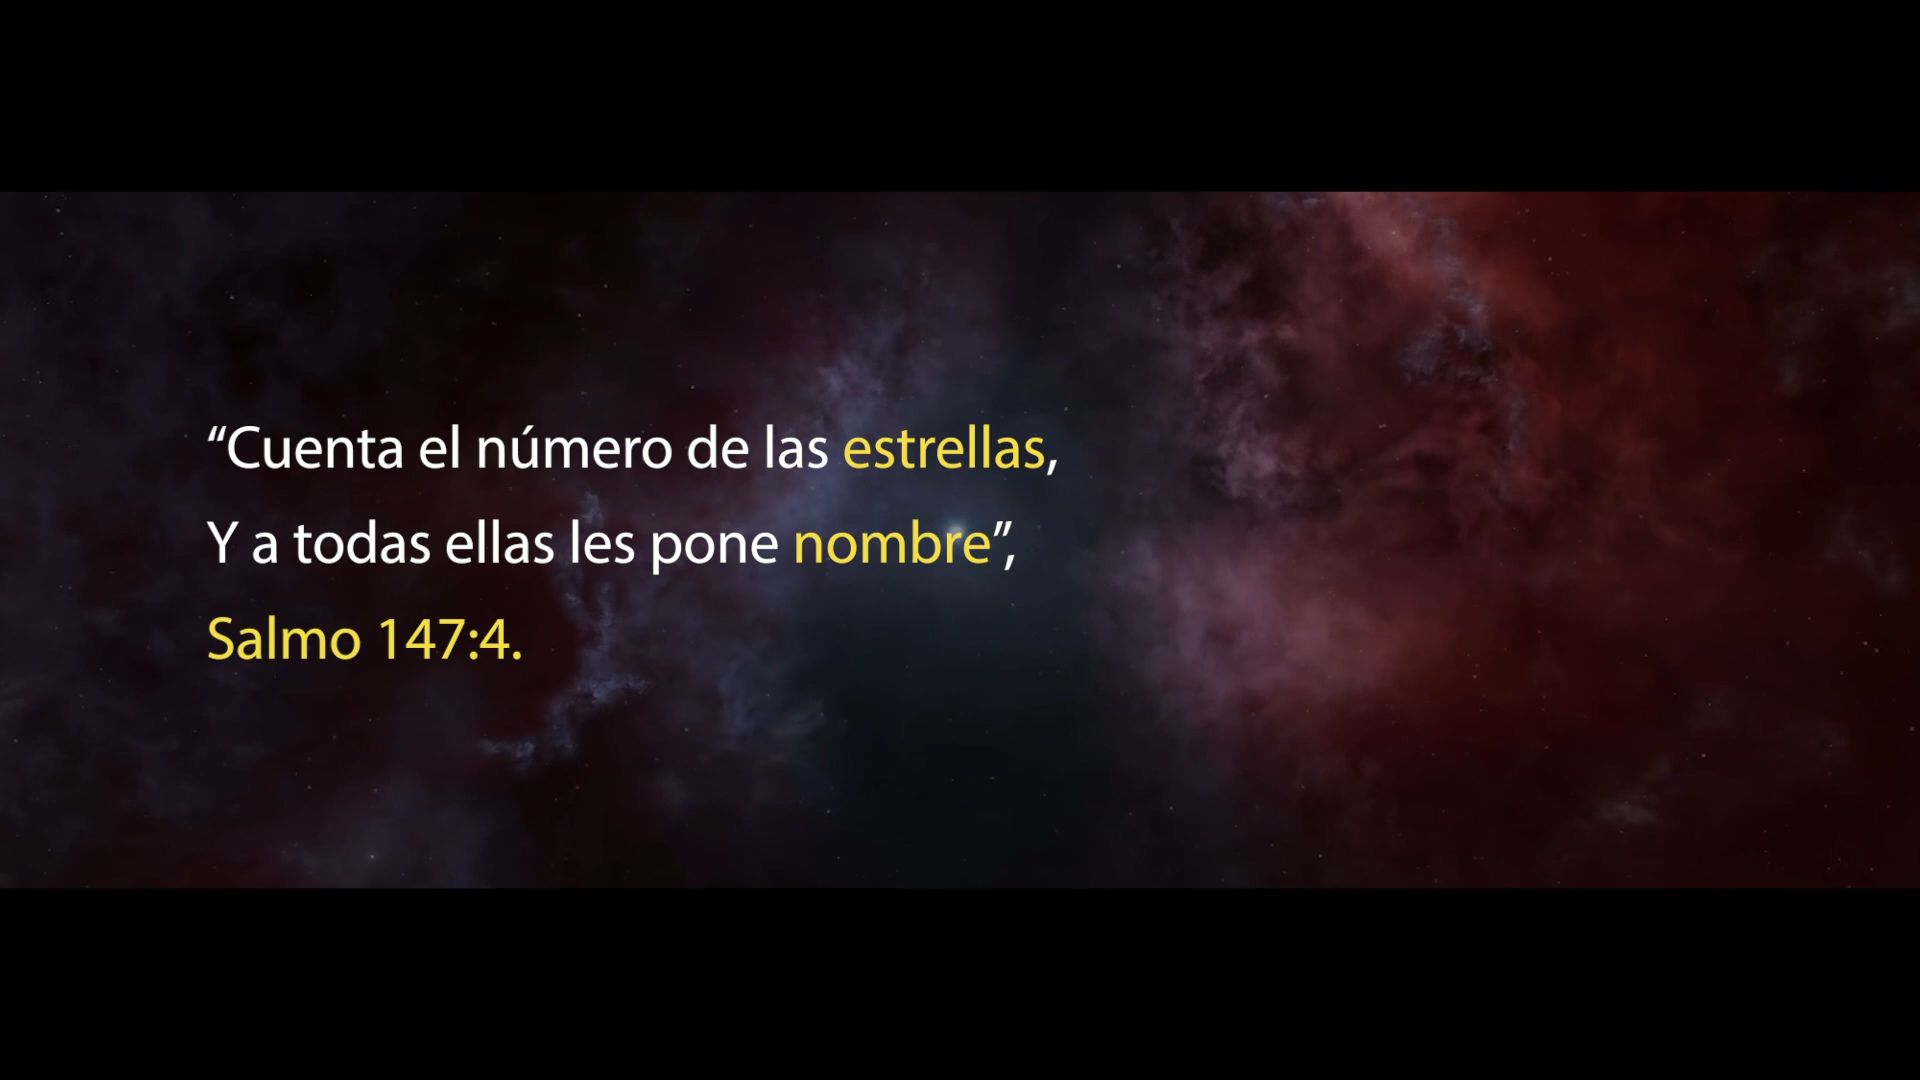 “Cuenta el número de las estrellas,
Y a todas ellas les pone nombre”,
Salmo 147:4.